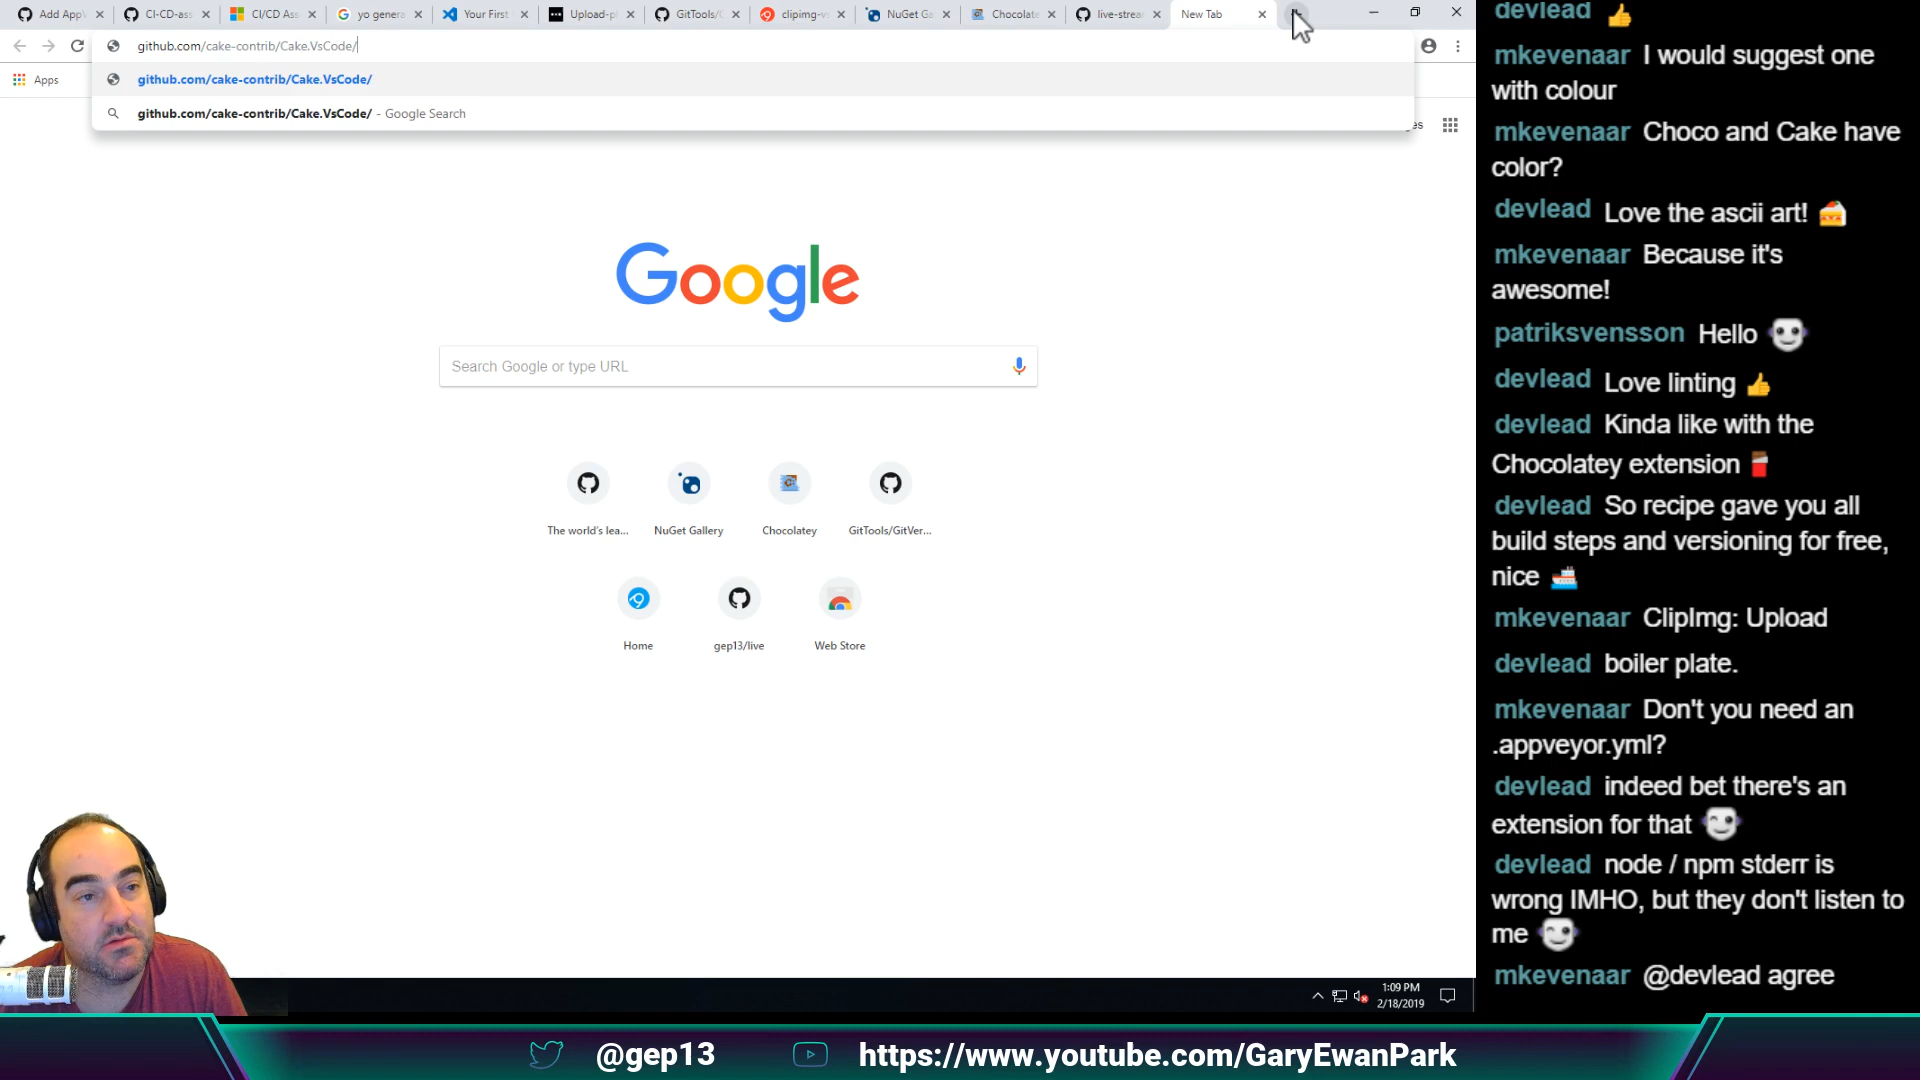 Add AppV
CI-CD-ass
CI/CD Ass
yo genera
Your First
Upload-pl
GitTools/G
clipimg-vs
NuGet Ga
Chocolate
live-strea
New Tab
github.com/cake-contrib/Cake.VsCode/
Apps
github.com/cake-contrib/Cake.VsCode/
github.com/cake-contrib/Cake.VsCode/ - Google Search
es
Google
Search Google or type URL
The world's lea...
NuGet Gallery
Chocolatey
GitTools/GitVer...
Home
gep13/live
Web Store
1:09 PM
2/18/2019
devlead 👍
mkevenaar I would suggest one
with colour
mkevenaar Choco and Cake have
color?
devlead Love the ascii art! 🍰
mkevenaar Because it's
awesome!
patriksvensson Hello
devlead Love linting 👍
devlead Kinda like with the
Chocolatey extension 🍫
devlead So recipe gave you all
build steps and versioning for free,
nice 🚢
mkevenaar ClipImg: Upload
devlead boiler plate.
mkevenaar Don't you need an
.appveyor.yml?
devlead indeed bet there's an
extension for that
devlead node / npm stderr is
wrong IMHO, but they don't listen to
me
mkevenaar @devlead agree
@gep13
https://www.youtube.com/GaryEwanPark